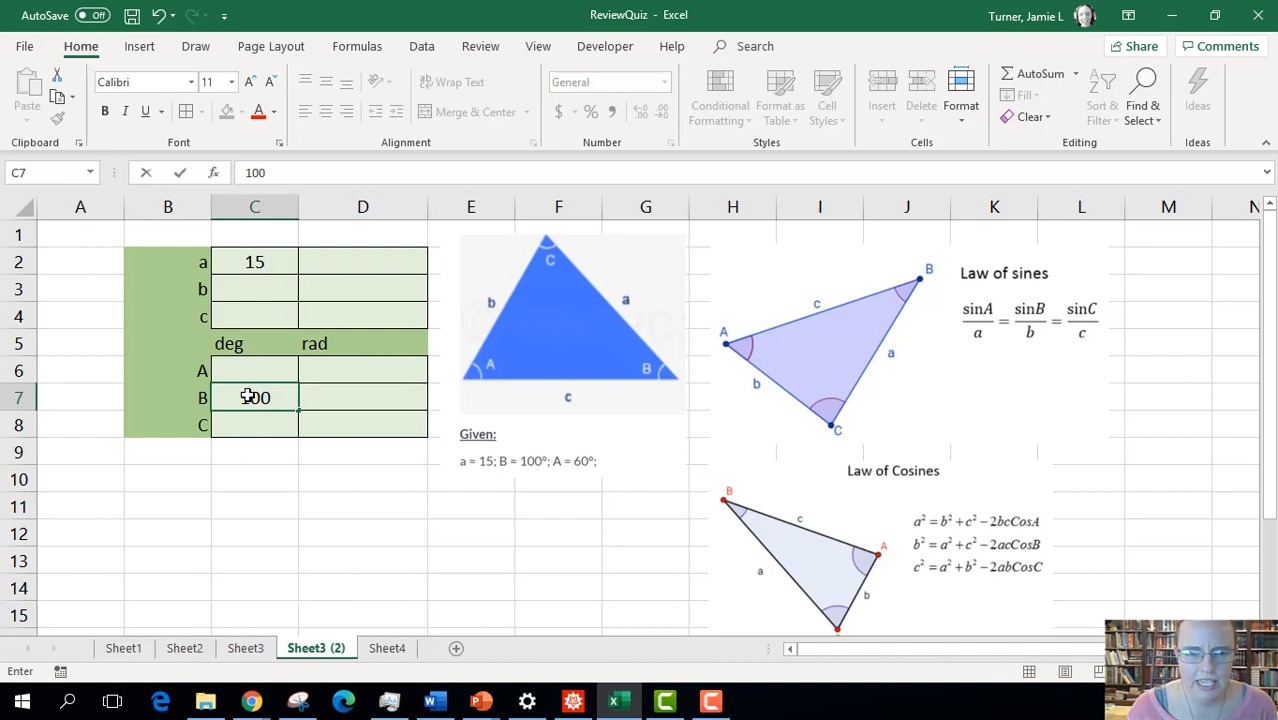 AutoSave Off
ReviewQuiz - Excel
Turner, Jamie L
File Home Insert Draw Page Layout Formulas Data Review View Developer Help Search Share Comments
Paste
Calibri 11 A A
B I U A
Wrap Text
Merge & Center
General
$ % 9
Conditional Formatting
Format as Table
Cell Styles
Insert
Delete
Format
AutoSum
Fill
Clear
Sort & Filter
Find & Select
Ideas
Clipboard Font Alignment Number Styles Cells Editing Ideas
C7 fx 100
A B C D E F G H I J K L M N
1
2 a 15
3 b
4 c
5 deg rad
6 A
7 B 100
8 C
9
10
11
12
13
14
15
C
b a
A B
c
Given:
a = 15; B = 100°; A = 60°;
B
c
A
a
b
C
Law of sines
sinA/a = sinB/b = sinC/c
Law of Cosines
B
c
A
a
b
a² = b² + c² − 2bcCosA
b² = a² + c² − 2acCosB
c² = a² + b² − 2abCosC
Sheet1 Sheet2 Sheet3 Sheet3 (2) Sheet4
Enter